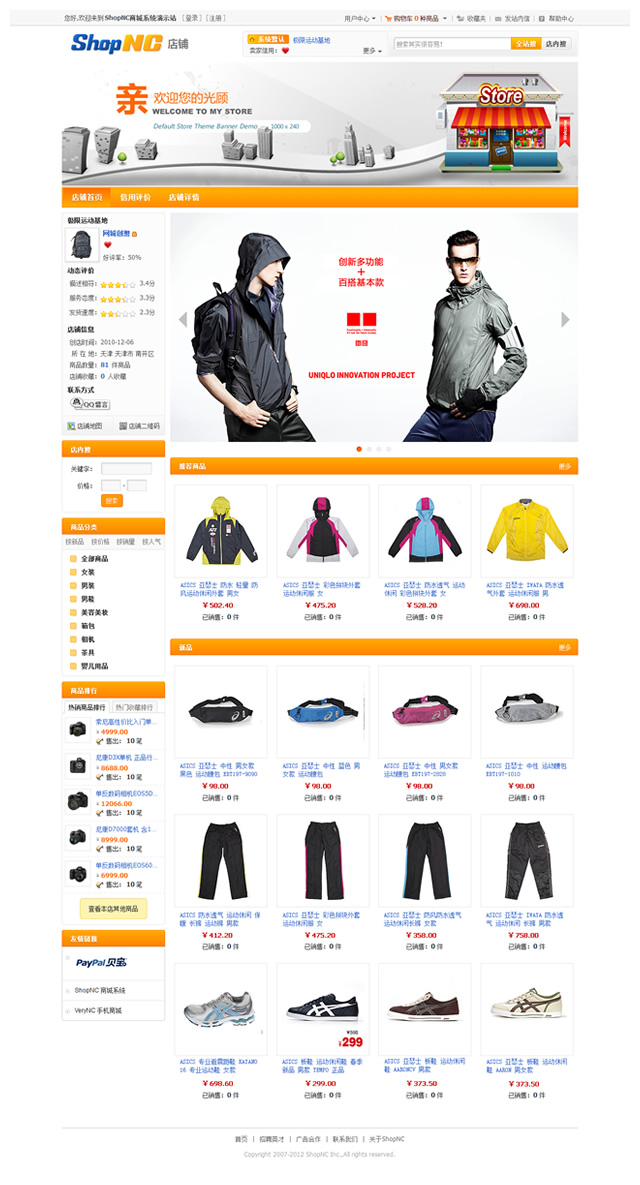 您好,欢迎来到 ShopNC商城系统演示站 [登录] [注册]
用户中心 购物车 0 种商品 收藏夹 | 站内信 | 帮助中心
ShopNC 店铺
系统默认 极限运动基地
卖家信用:
更多
搜索其实很容易!
全站搜 店内搜
亲 欢迎您的光顾
WELCOME TO MY STORE
Default Store Theme Banner Demo 1000 x 240
Store
店铺首页 信用评价 店铺详情
极限运动基地
网城创想
好评率: 50%
动态评价
描述相符: 3.4分
服务态度: 3.3分
发货速度: 2.3分
店铺信息
创店时间: 2010-12-06
所 在 地: 天津 天津市 南开区
商品数量: 81 件商品
店铺收藏: 0 人收藏
联系方式
QQ留言
店铺地图 店铺二维码
创新多功能
+
百搭基本款
UNIQLO INNOVATION PROJECT
店内搜
关键字:
价格: -
搜索
商品分类
按新品 按价格 按销量 按人气
全部商品
女装
男装
男鞋
美容美妆
箱包
相机
茶具
婴儿用品
商品排行
热销商品排行 热门收藏排行
索尼高性价比入门单...
¥4999.00
售出: 10 笔
尼康D3X单机 正品行...
¥8688.00
售出: 10 笔
单反数码相机EOS5D...
¥12066.00
售出: 10 笔
尼康D7000套机 含1...
¥8999.00
售出: 10 笔
单反数码相机EOS60...
¥6999.00
售出: 10 笔
查看本店其他商品
友情链接
PayPal 贝宝
ShopNC 商城系统
VeryNC 手机商城
推荐商品 更多
ASICS 亚瑟士 防水 轻量 防
风运动休闲外套 男女
¥502.40
已销售: 0 件
ASICS 亚瑟士 彩色拼块外套
运动休闲服 女
¥475.20
已销售: 0 件
ASICS 亚瑟士 防水透气 运动
休闲 彩色拼块外套 女
¥528.20
已销售: 0 件
ASICS 亚瑟士 IWATA 防水透
气外套 运动休闲服 男
¥698.00
已销售: 0 件
新品 更多
ASICS 亚瑟士 中性 男女款
黑色 运动腰包 EBT197-9090
¥98.00
已销售: 0 件
ASICS 亚瑟士 中性 蓝色 男
女款 运动腰包
¥98.00
已销售: 0 件
ASICS 亚瑟士 中性 男女款
运动腰包 EBT197-2828
¥98.00
已销售: 0 件
ASICS 亚瑟士 中性 运动腰包
EBT197-1010
¥98.00
已销售: 0 件
ASICS 防水透气 运动休闲 保
暖 长裤 运动裤 男款
¥412.20
已销售: 0 件
ASICS 亚瑟士 彩色拼块外套
运动休闲服 女
¥475.20
已销售: 0 件
ASICS 亚瑟士 防风防水透气
运动休闲长裤 女款
¥358.00
已销售: 0 件
ASICS 亚瑟士 IWATA 防水透
气 运动休闲长裤 男款
¥758.00
已销售: 0 件
¥299
ASICS 专业避震跑鞋 KAYANO
16 专业运动鞋 女款
¥698.60
已销售: 0 件
ASICS 板鞋 运动休闲鞋 春季
新品 男款 TEMPO 正品
¥299.00
已销售: 0 件
ASICS 亚瑟士 板鞋 运动休闲
鞋 AARONCV 男款
¥373.50
已销售: 0 件
ASICS 亚瑟士 板鞋 运动休闲
鞋 AARON 男女款
¥373.50
已销售: 0 件
首页 | 招聘英才 | 广告合作 | 联系我们 | 关于ShopNC
Copyright 2007-2012 ShopNC Inc.,All rights reserved.